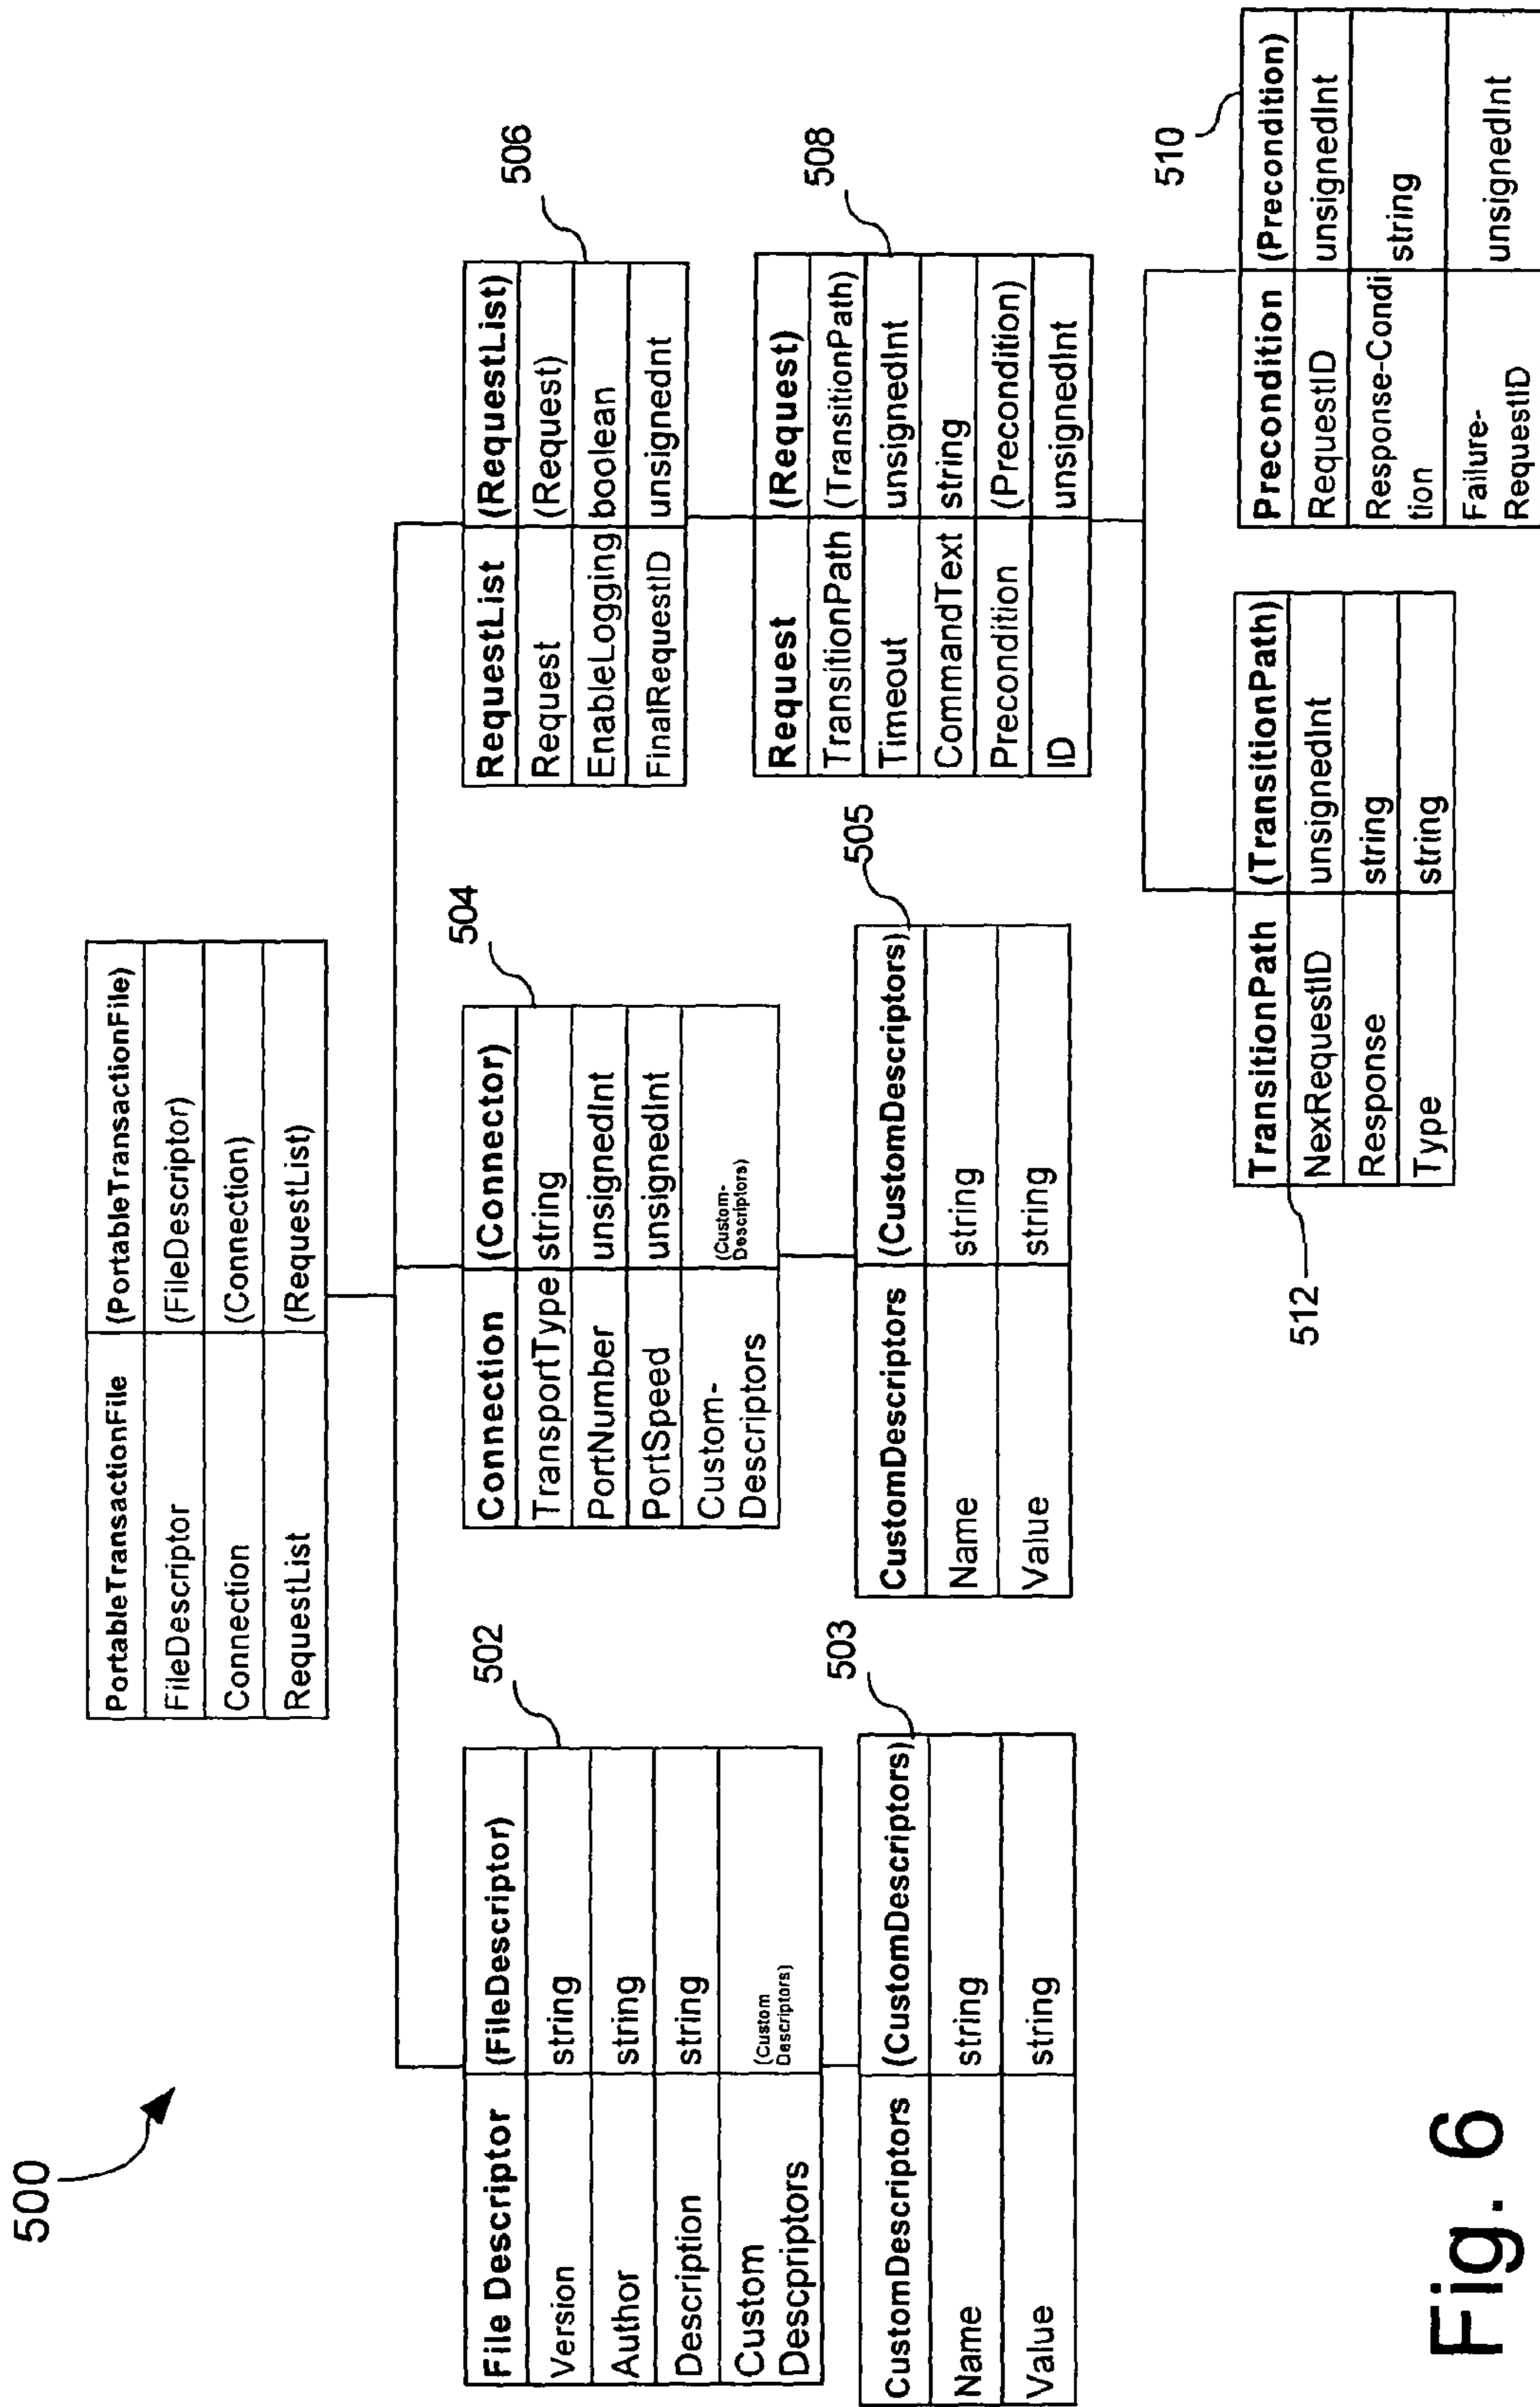 500
PortableTransactionFile (PortableTransactionFile)
FileDescriptor (FileDescriptor)
Connection (Connection)
RequestList (RequestList)
502
File Descriptor (FileDescriptor)
Version string
Author string
Description string
Custom
Descpriptors
(Custom
Descriptors)
503
CustomDescriptors (CustomDescriptors)
Name string
Value string
504
Connection (Connector)
TransportType string
PortNumber unsignedInt
PortSpeed unsignedInt
Custom-
Descriptors
(Custom-
Descriptors)
505
CustomDescriptors (CustomDescriptors)
Name string
Value string
506
RequestList (RequestList)
Request (Request)
EnableLogging boolean
FinalRequestID unsignedInt
508
Request (Request)
TransitionPath (TransitionPath)
Timeout unsignedInt
CommandText string
Precondition (Precondition)
ID unsignedInt
512
TransitionPath (TransitionPath)
NexRequestID unsignedInt
Response string
Type string
510
Precondition (Precondition)
RequestID unsignedInt
Response-Condi
tion
string
Failure-
RequestID
unsignedInt
Fig. 6